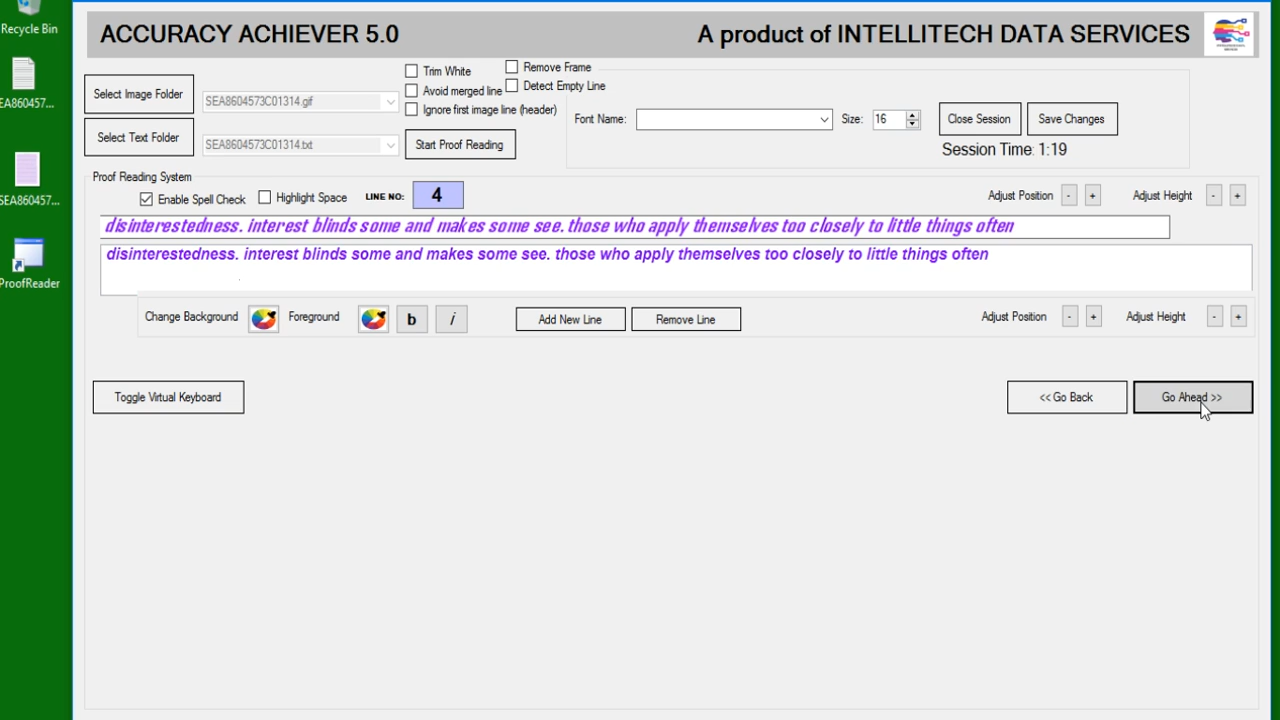 Recycle Bin
ACCURACY ACHIEVER 5.0
A product of INTELLITECH DATA SERVICES
SEA860457...
SEA860457...
ProofReader
Select Image Folder
SEA8604573C01314.gif
Select Text Folder
SEA8604573C01314.txt
Trim White
Remove Frame
Avoid merged line
Detect Empty Line
Ignore first image line (header)
Start Proof Reading
Font Name:
Size:
16
Close Session
Save Changes
Session Time: 1:19
Proof Reading System
Enable Spell Check
Highlight Space
LINE NO:
4
Adjust Position
-
+
Adjust Height
-
+
disinterestedness. interest blinds some and makes some see. those who apply themselves too closely to little things often
disinterestedness. interest blinds some and makes some see. those who apply themselves too closely to little things often
Change Background
Foreground
b
i
Add New Line
Remove Line
Adjust Position
-
+
Adjust Height
-
+
Toggle Virtual Keyboard
<< Go Back
Go Ahead >>